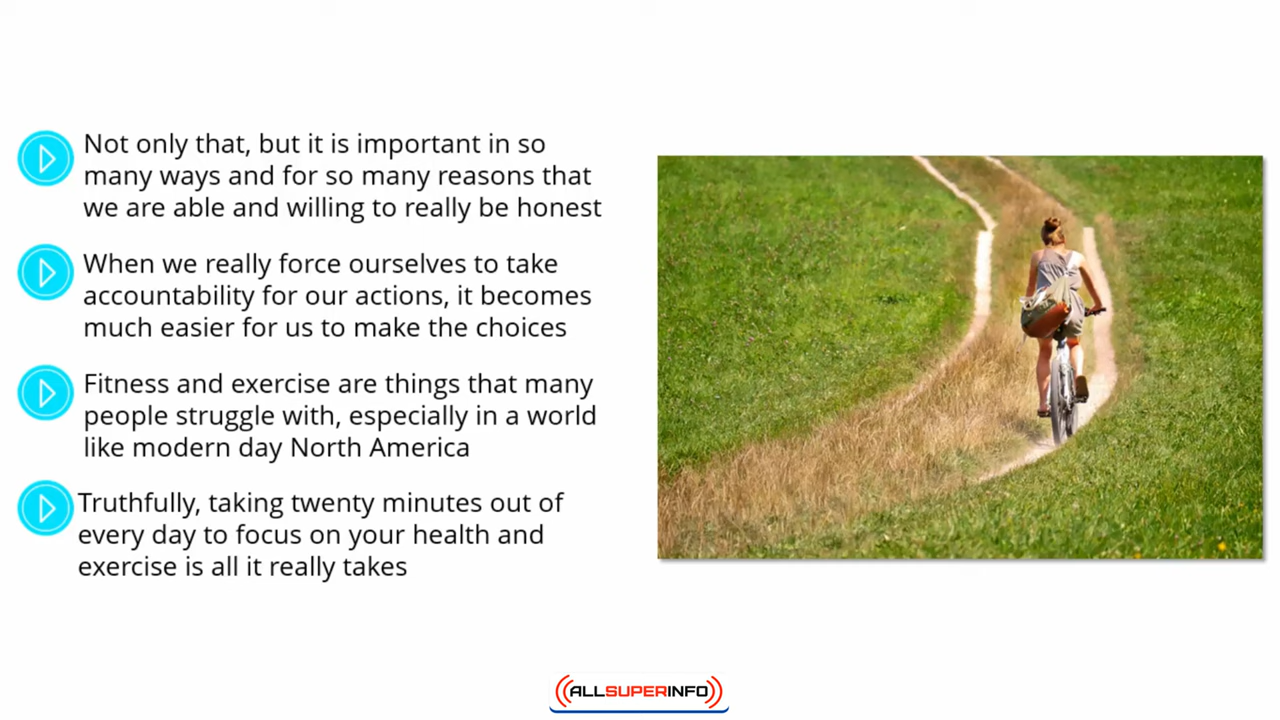 Not only that, but it is important in so
many ways and for so many reasons that
we are able and willing to really be honest
When we really force ourselves to take
accountability for our actions, it becomes
much easier for us to make the choices
Fitness and exercise are things that many
people struggle with, especially in a world
like modern day North America
Truthfully, taking twenty minutes out of
every day to focus on your health and
exercise is all it really takes
ALLSUPERINFO